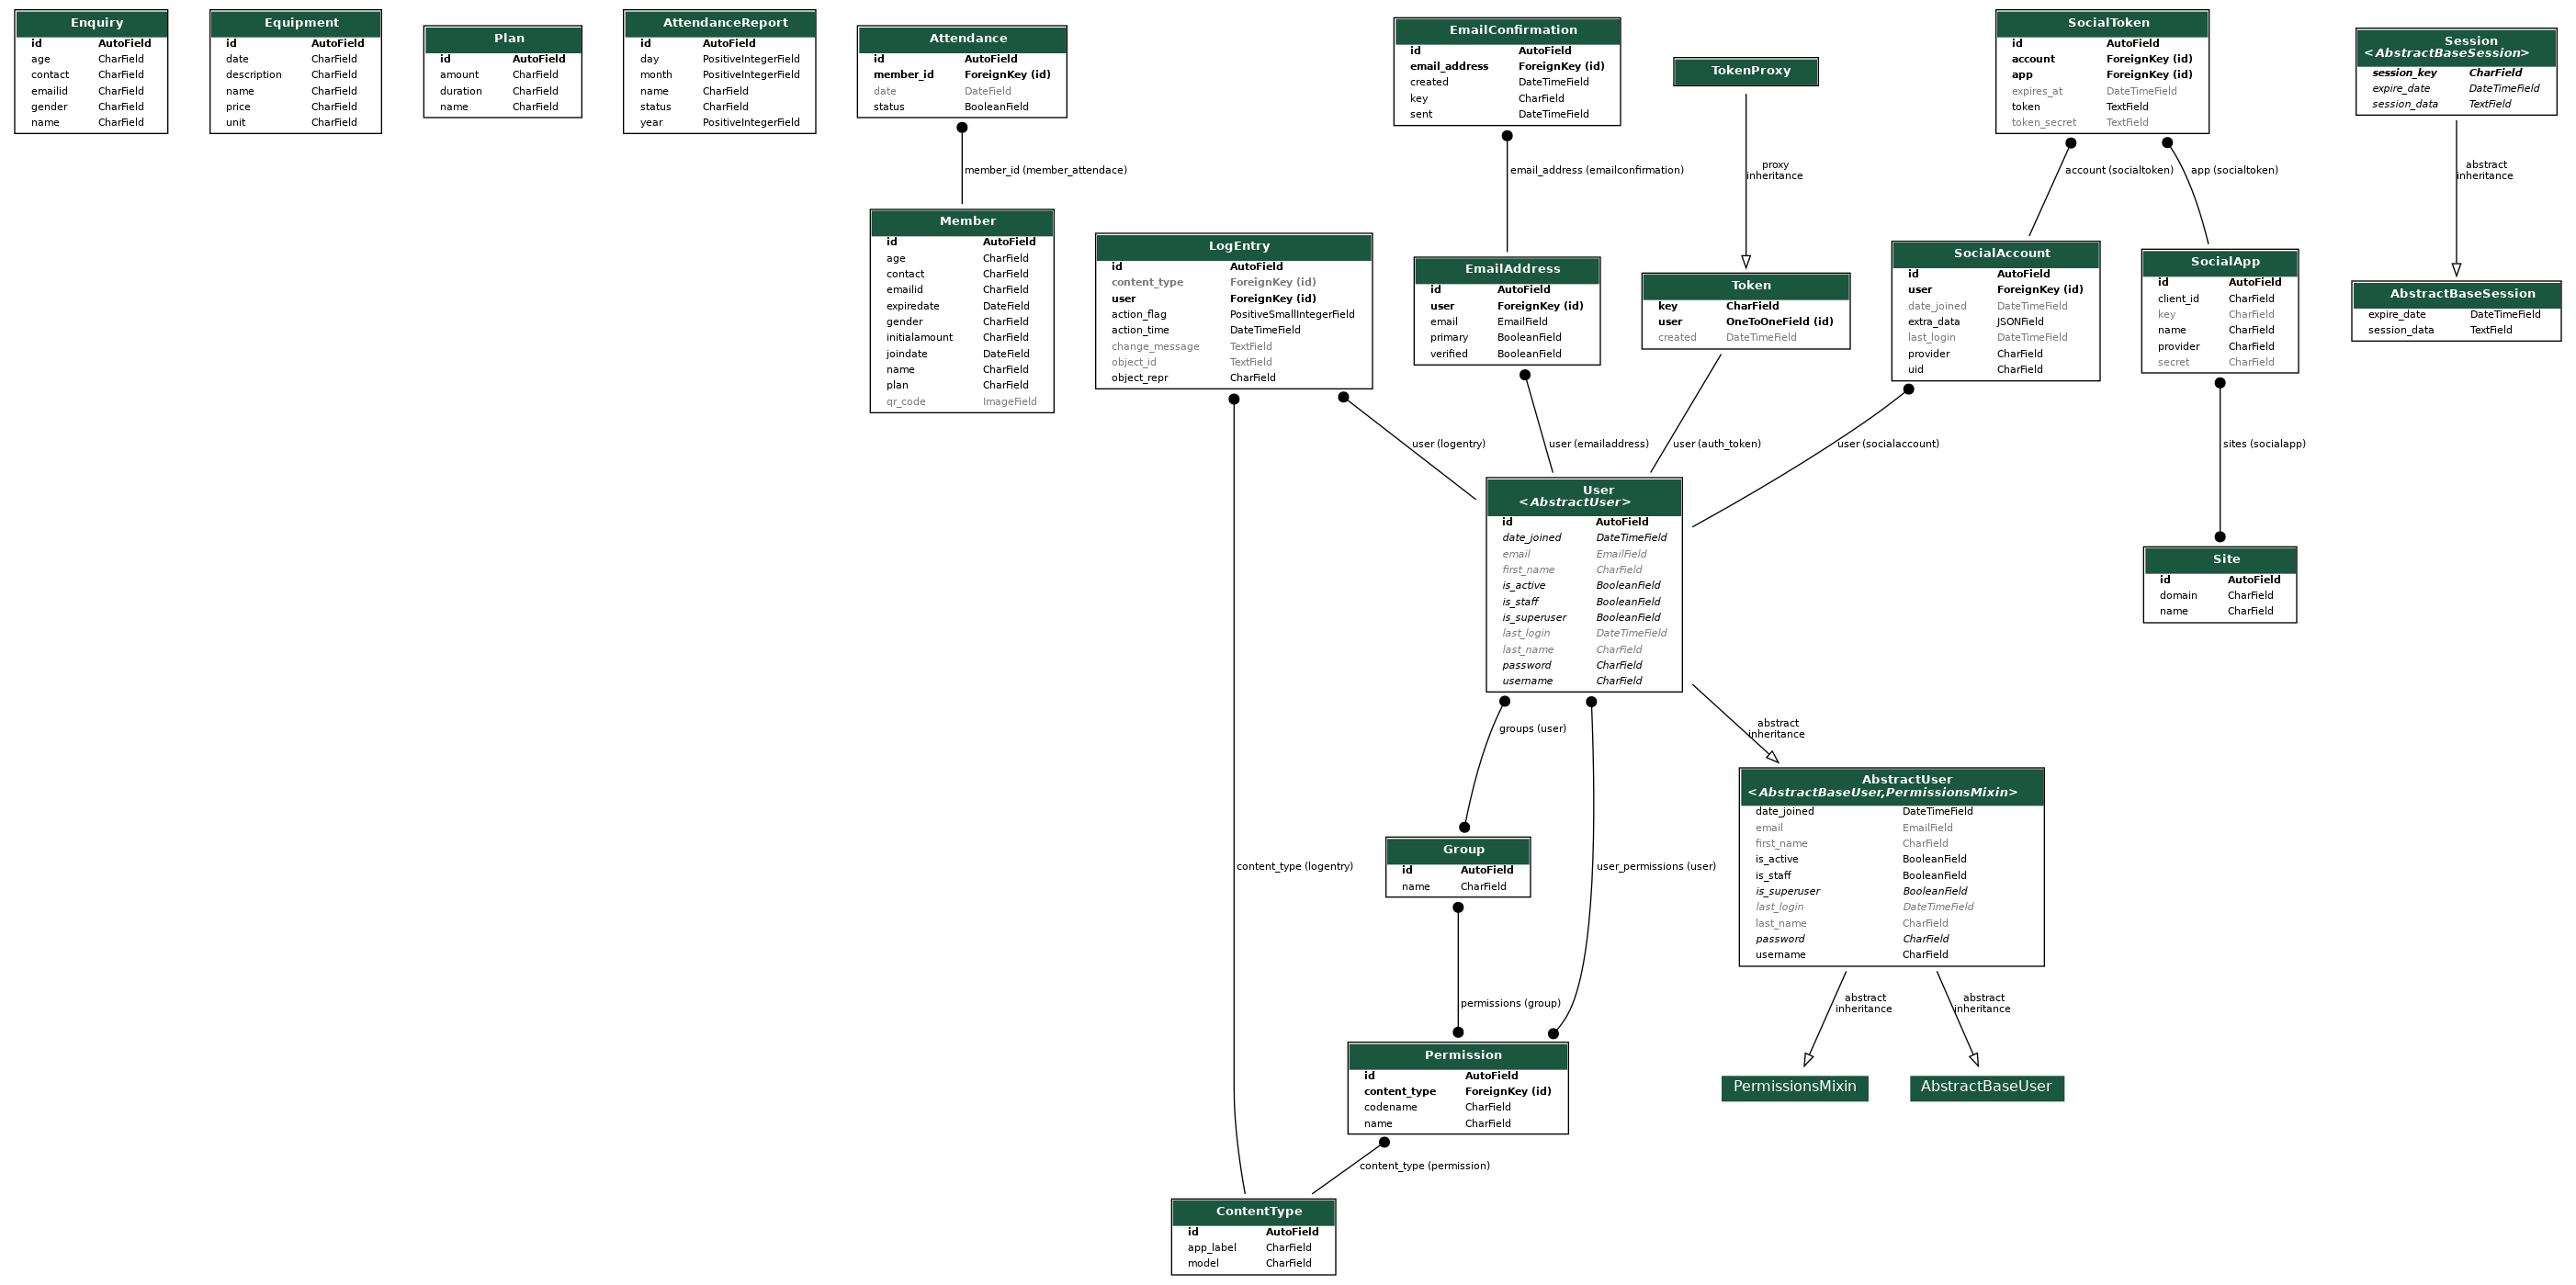 Enquiry
id AutoField
age CharField
contact CharField
emailid CharField
gender CharField
name CharField
Equipment
id AutoField
date CharField
description CharField
name CharField
price CharField
unit CharField
Plan
id AutoField
amount CharField
duration CharField
name CharField
AttendanceReport
id AutoField
day PositiveIntegerField
month PositiveIntegerField
name CharField
status CharField
year PositiveIntegerField
Attendance
id AutoField
member_id ForeignKey (id)
date DateField
status BooleanField
member_id (member_attendace)
Member
id AutoField
age CharField
contact CharField
emailid CharField
expiredate DateField
gender CharField
initialamount CharField
joindate DateField
name CharField
plan CharField
qr_code ImageField
LogEntry
id AutoField
content_type ForeignKey (id)
user ForeignKey (id)
action_flag PositiveSmallIntegerField
action_time DateTimeField
change_message TextField
object_id TextField
object_repr CharField
EmailConfirmation
id AutoField
email_address ForeignKey (id)
created DateTimeField
key CharField
sent DateTimeField
email_address (emailconfirmation)
EmailAddress
id AutoField
user ForeignKey (id)
email EmailField
primary BooleanField
verified BooleanField
TokenProxy
proxy
inheritance
Token
key CharField
user OneToOneField (id)
created DateTimeField
SocialToken
id AutoField
account ForeignKey (id)
app ForeignKey (id)
expires_at DateTimeField
token TextField
token_secret TextField
account (socialtoken)
app (socialtoken)
SocialAccount
id AutoField
user ForeignKey (id)
date_joined DateTimeField
extra_data JSONField
last_login DateTimeField
provider CharField
uid CharField
SocialApp
id AutoField
client_id CharField
key CharField
name CharField
provider CharField
secret CharField
Session
<AbstractBaseSession>
session_key CharField
expire_date DateTimeField
session_data TextField
abstract
inheritance
AbstractBaseSession
expire_date DateTimeField
session_data TextField
user (logentry)
user (emailaddress)
user (auth_token)
user (socialaccount)
sites (socialapp)
User
<AbstractUser>
id AutoField
date_joined DateTimeField
email EmailField
first_name CharField
is_active BooleanField
is_staff BooleanField
is_superuser BooleanField
last_login DateTimeField
last_name CharField
password CharField
username CharField
Site
id AutoField
domain CharField
name CharField
groups (user)
abstract
inheritance
content_type (logentry)
Group
id AutoField
name CharField
user_permissions (user)
AbstractUser
<AbstractBaseUser,PermissionsMixin>
date_joined DateTimeField
email EmailField
first_name CharField
is_active BooleanField
is_staff BooleanField
is_superuser BooleanField
last_login DateTimeField
last_name CharField
password CharField
username CharField
permissions (group)
abstract
inheritance
abstract
inheritance
Permission
id AutoField
content_type ForeignKey (id)
codename CharField
name CharField
PermissionsMixin
AbstractBaseUser
content_type (permission)
ContentType
id AutoField
app_label CharField
model CharField